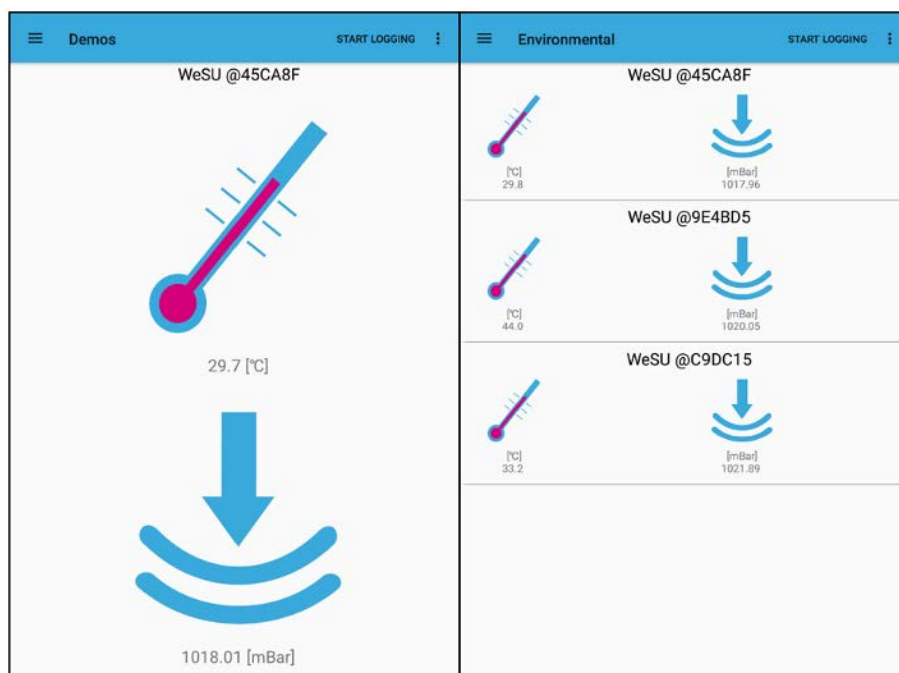 Demos START LOGGING
WeSU @45CA8F
29.7 [°C]
1018.01 [mBar]
Environmental START LOGGING
WeSU @45CA8F
[°C] [mBar]
29.8 1017.96
WeSU @9E4BD5
[°C] [mBar]
44.0 1020.05
WeSU @C9DC15
[°C] [mBar]
33.2 1021.89